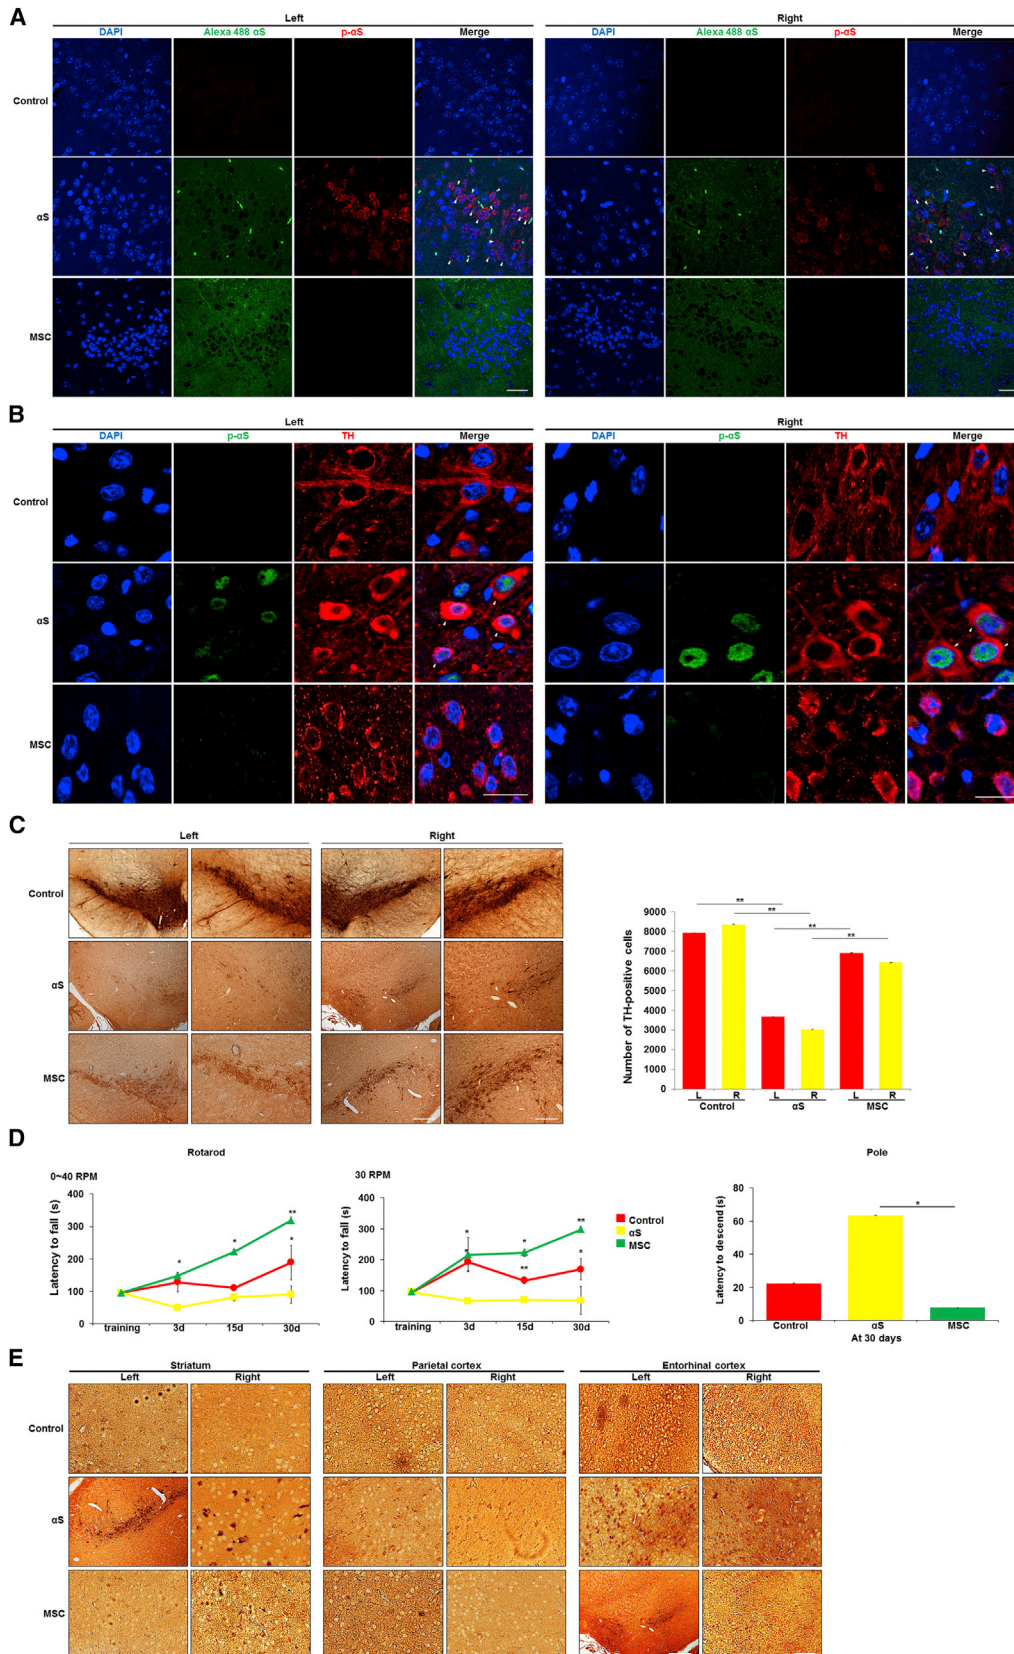 A
Left Right
DAPI Alexa 488 αS p-αS Merge DAPI Alexa 488 αS p-αS Merge
Control
αS
MSC
B
Left Right
DAPI p-αS TH Merge DAPI p-αS TH Merge
Control
αS
MSC
C
Left Right
Control
αS
MSC
Number of TH-positive cells
9000
8000
7000
6000
5000
4000
3000
2000
1000
0
** ** ** **
L R L R L R
Control αS MSC
D
Rotarod Pole
0~40 RPM
Latency to fall (s)
400
300
200
100
0
* * ** *
training 3d 15d 30d
30 RPM
Latency to fall (s)
400
300
200
100
0
* * * ** ** *
training 3d 15d 30d
Control
αS
MSC
Latency to descend (s)
80
60
40
20
0
*
Control αS MSC
At 30 days
E
Striatum Parietal cortex Entorhinal cortex
Left Right Left Right Left Right
Control
αS
MSC